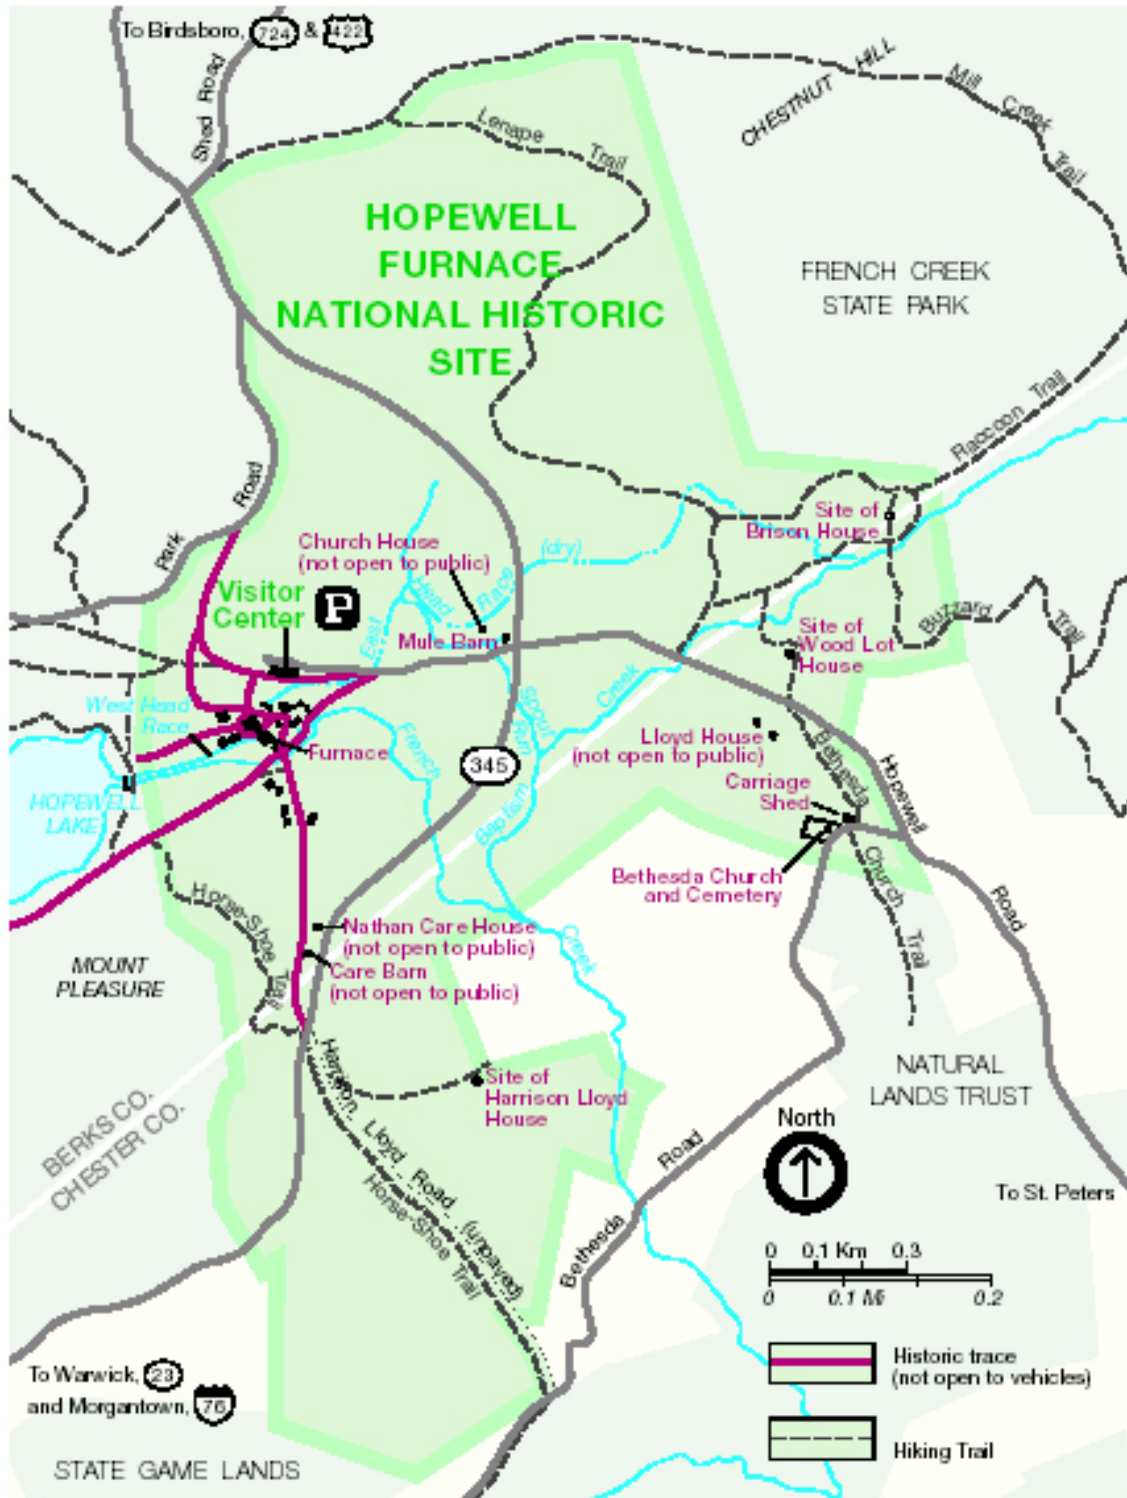 To Birdsboro, 724 & 422
Shed Road
CHESTNUT HILL
Mill Creek Trail
Lenape Trail
HOPEWELL
FURNACE
NATIONAL HISTORIC
SITE
FRENCH CREEK
STATE PARK
Raccoon Trail
Park Road
Church House
(not open to public)
(dry)
Site of
Brison House
Visitor
Center
P
East
Head
Race
Mule Barn
Buzzard Trail
Site of
Wood Lot
House
West Head
Race
Creek
Spout
Run
Furnace
French
345
Lloyd House
(not open to public)
Bethesda
Hopewell
Carriage
Shed
HOPEWELL
LAKE
Baptism
Church Trail
Bethesda Church
and Cemetery
Horse-Shoe Trail
Road
Nathan Care House
(not open to public)
Creek
MOUNT
PLEASURE
Care Barn
(not open to public)
Harrison Lloyd Road (unpaved)
Site of
Harrison Lloyd
House
NATURAL
LANDS TRUST
BERKS CO.
CHESTER CO.
North
Horse-Shoe Trail
Bethesda Road
To St. Peters
0 0.1 Km 0.3
0 0.1 Mi 0.2
Historic trace
(not open to vehicles)
To Warwick, 23
and Morgantown, 76
Hiking Trail
STATE GAME LANDS